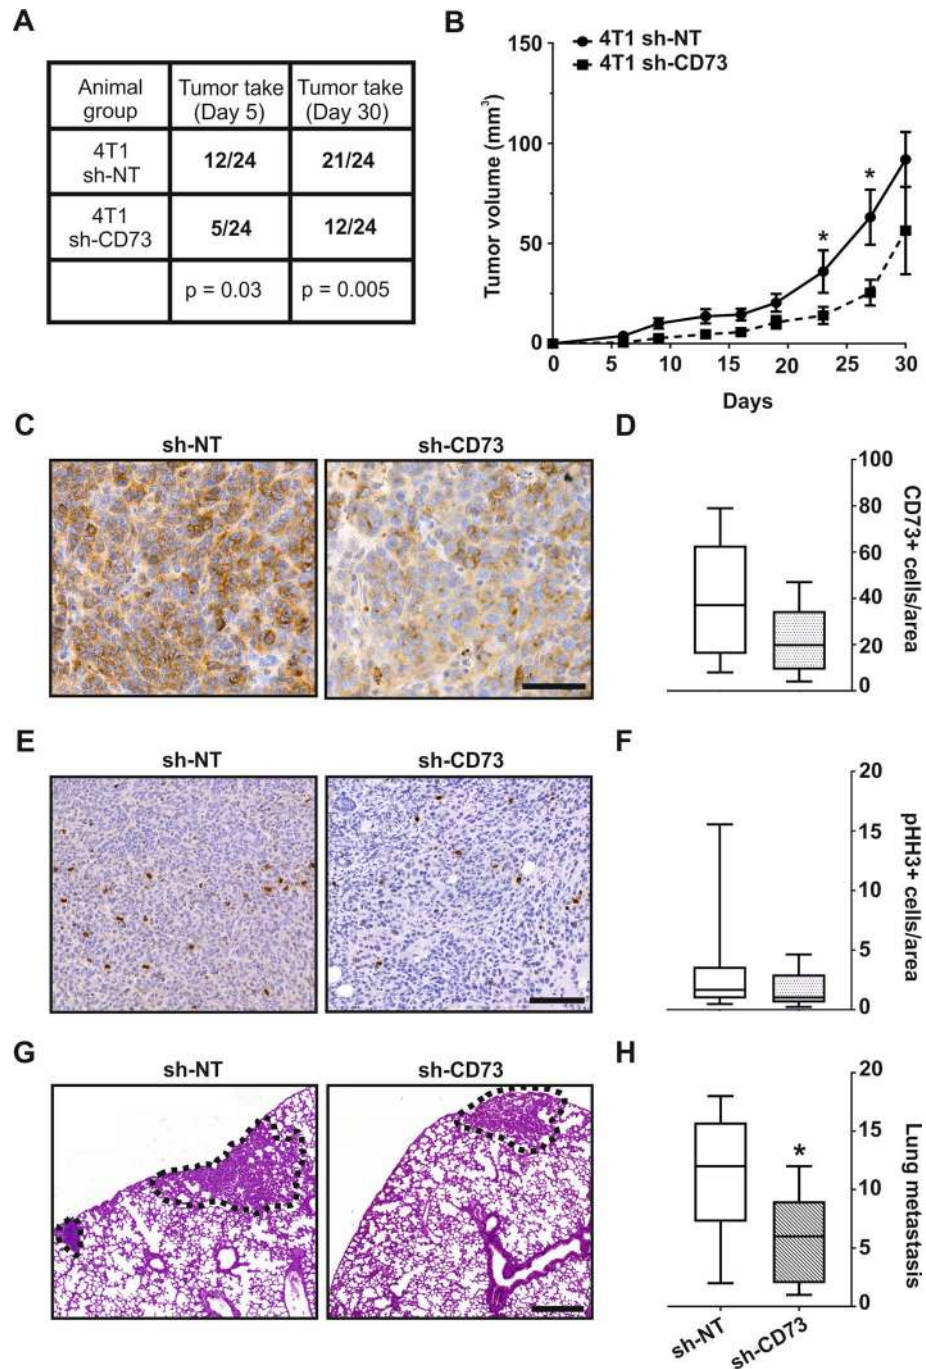 A
Animal group
Tumor take (Day 5)
Tumor take (Day 30)
4T1 sh-NT
12/24
21/24
4T1 sh-CD73
5/24
12/24
p = 0.03
p = 0.005
B
4T1 sh-NT
4T1 sh-CD73
Tumor volume (mm³)
150
100
50
0
*
*
0 5 10 15 20 25 30
Days
C
sh-NT
sh-CD73
D
100
80
60
40
20
0
CD73+ cells/area
E
sh-NT
sh-CD73
F
20
15
10
5
0
pHH3+ cells/area
G
sh-NT
sh-CD73
H
20
15
10
5
0
*
Lung metastasis
sh-NT
sh-CD73